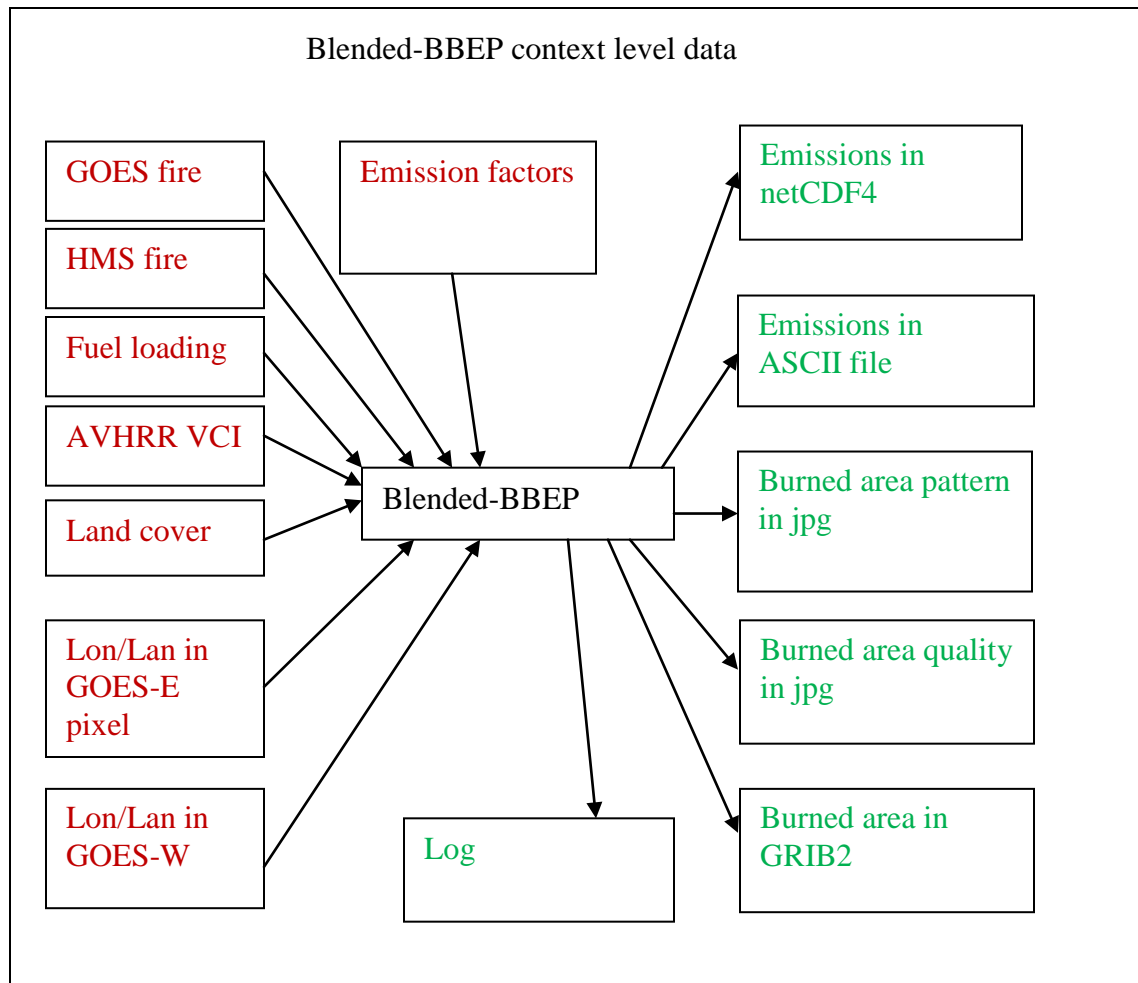 Blended-BBEP context level data
GOES fire
HMS fire
Fuel loading
AVHRR VCI
Land cover
Lon/Lan in
GOES-E
pixel
Lon/Lan in
GOES-W
Emission factors
Blended-BBEP
Log
Emissions in
netCDF4
Emissions in
ASCII file
Burned area pattern
in jpg
Burned area quality
in jpg
Burned area in
GRIB2